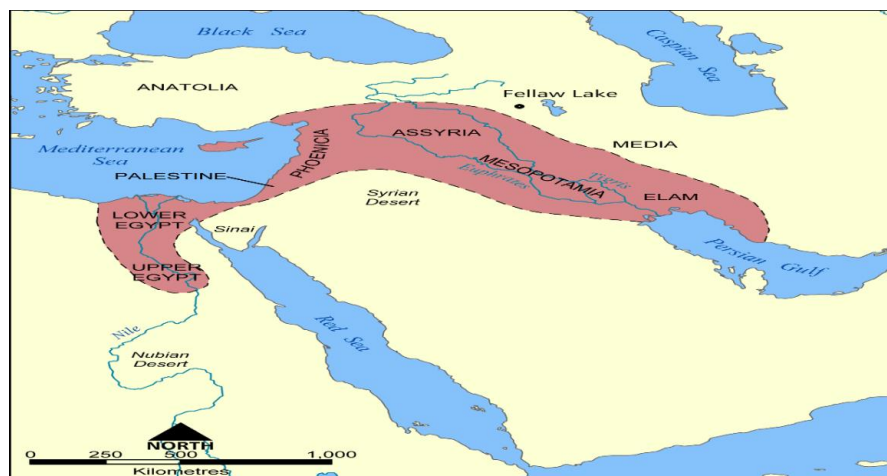 Black Sea
Caspian Sea
ANATOLIA
Fellaw Lake
ASSYRIA
MEDIA
Mediterranean
Sea
PHOENICIA
MESOPOTAMIA
PALESTINE
Tigris
Euphrates
Syrian
Desert
ELAM
LOWER
EGYPT
Sinai
Persian Gulf
UPPER
EGYPT
Red Sea
Nile
Nubian
Desert
NORTH
0 250 500 1,000
Kilometres